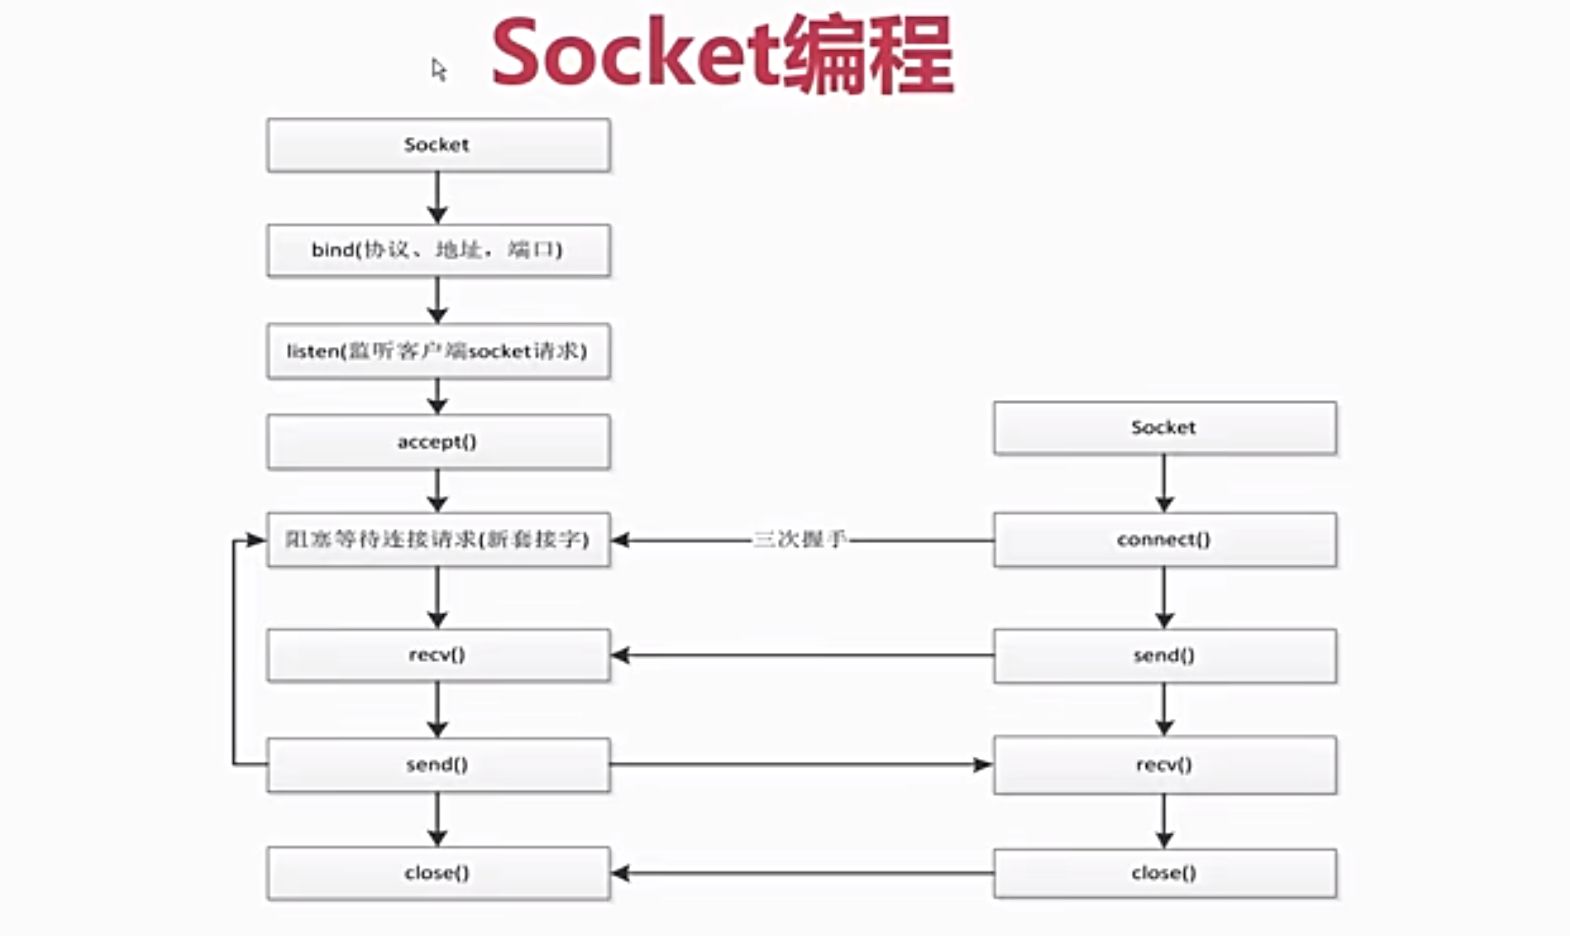 Socket编程
Socket
bind(协议、地址，端口)
listen(监听客户端socket请求)
accept()
阻塞等待连接请求(新套接字)
recv()
send()
close()
三次握手
Socket
connect()
send()
recv()
close()